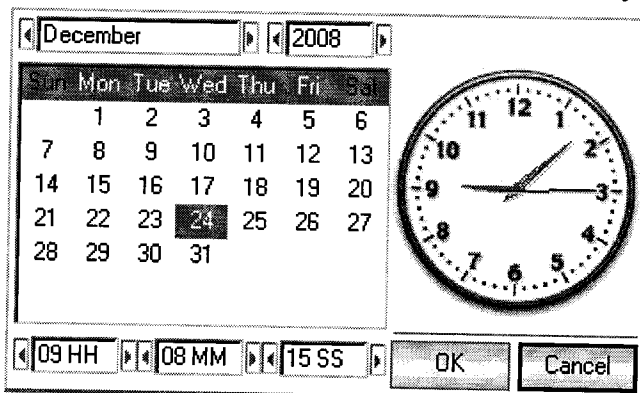 December 2008
Sun Mon Tue Wed Thu Fri Sat
1 2 3 4 5 6
7 8 9 10 11 12 13
14 15 16 17 18 19 20
21 22 23 24 25 26 27
28 29 30 31
12
1
2
3
4
5
6
7
8
9
10
11
09 HH 08 MM 15 SS OK Cancel